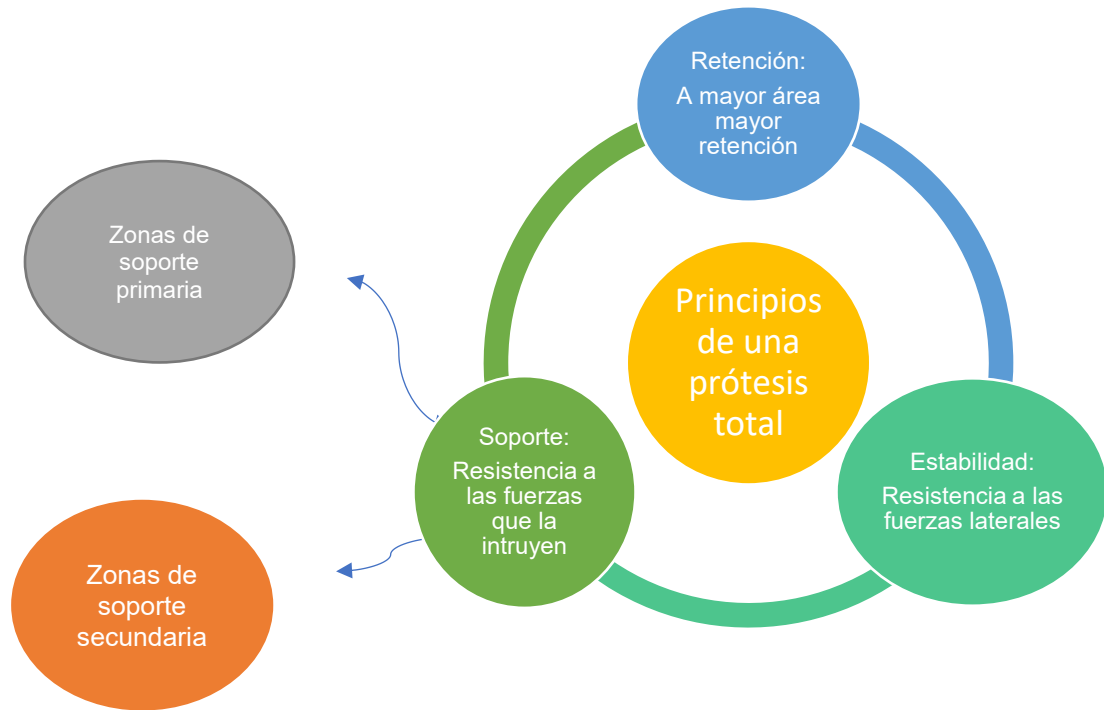 Retención:
A mayor área
mayor
retención
Zonas de
soporte
primaria
Principios
de una
prótesis
total
Soporte:
Resistencia a
las fuerzas
que la
intruyen
Estabilidad:
Resistencia a las
fuerzas laterales
Zonas de
soporte
secundaria